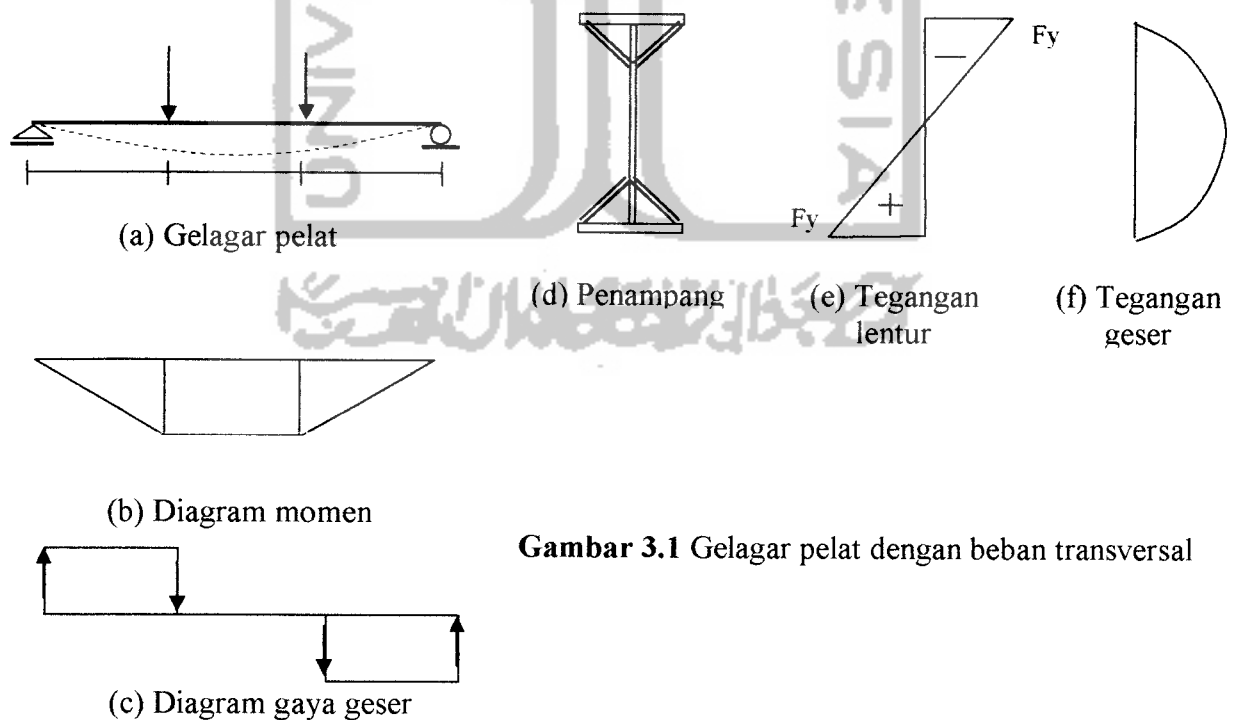 Fy
Fy
(a) Gelagar pelat
(d) Penampang
(e) Tegangan
lentur
(f) Tegangan
geser
(b) Diagram momen
Gambar 3.1 Gelagar pelat dengan beban transversal
(c) Diagram gaya geser